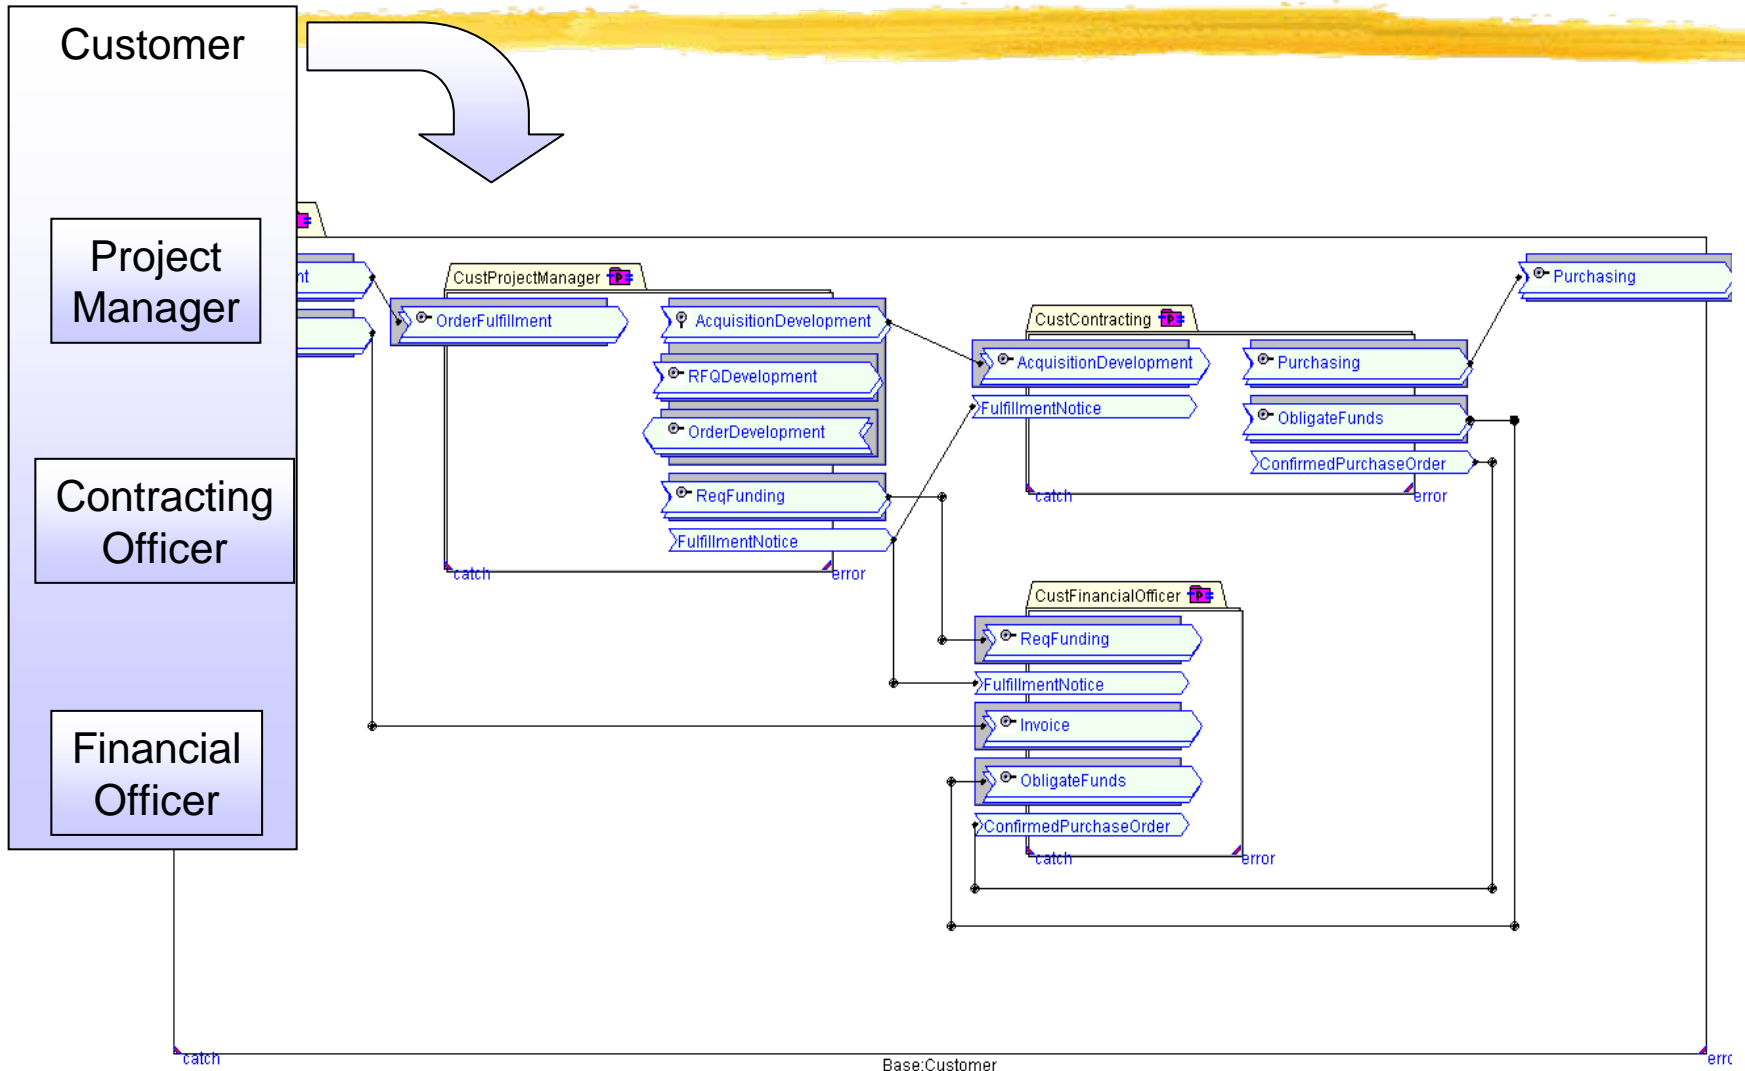 Customer
Project
Manager
Contracting
Officer
Financial
Officer
nt
CustProjectManager
OrderFulfillment
AcquisitionDevelopment
RFQDevelopment
OrderDevelopment
ReqFunding
FulfillmentNotice
catch
error
CustContracting
AcquisitionDevelopment
FulfillmentNotice
Purchasing
ObligateFunds
ConfirmedPurchaseOrder
catch
error
Purchasing
CustFinancialOfficer
ReqFunding
FulfillmentNotice
Invoice
ObligateFunds
ConfirmedPurchaseOrder
catch
error
catch
Base:Customer
erro